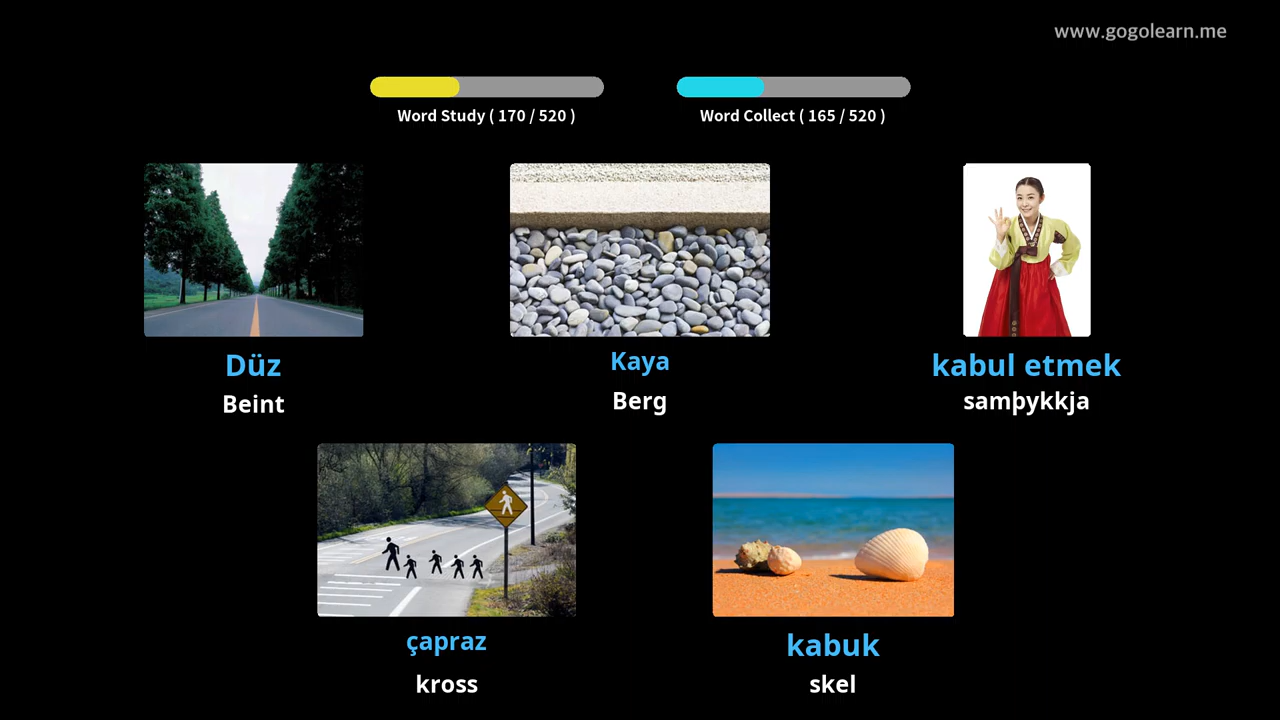 www.gogolearn.me
Word Study ( 170 / 520 )
Word Collect ( 165 / 520 )
Düz
Beint
Kaya
Berg
kabul etmek
samþykkja
çapraz
kross
kabuk
skel